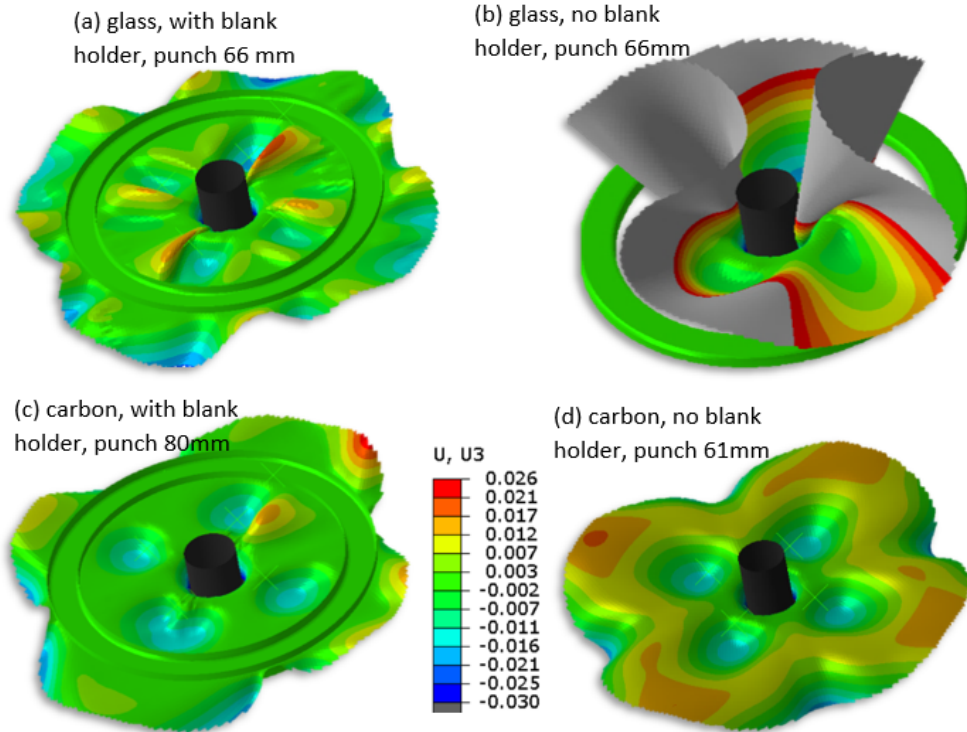 (a) glass, with blank
holder, punch 66 mm
(b) glass, no blank
holder, punch 66mm
(c) carbon, with blank
holder, punch 80mm
U, U3
0.026
0.021
0.017
0.012
0.007
0.003
-0.002
-0.007
-0.011
-0.016
-0.021
-0.025
-0.030
(d) carbon, no blank
holder, punch 61mm